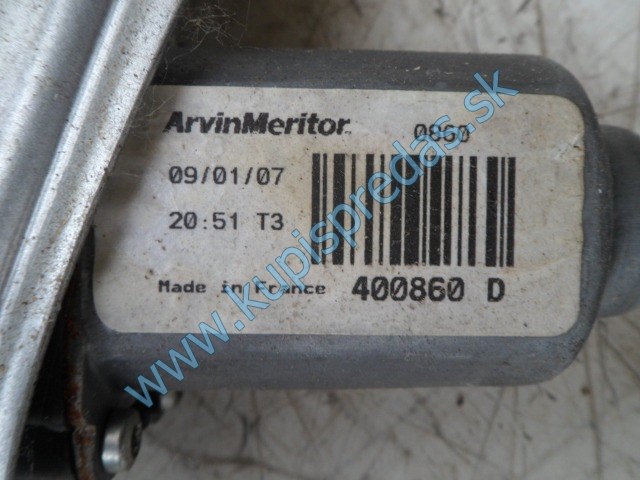 ArvinMeritor 0860
09/01/07
20:51 T3
Made in France 400860 D
www.kupispredas.sk